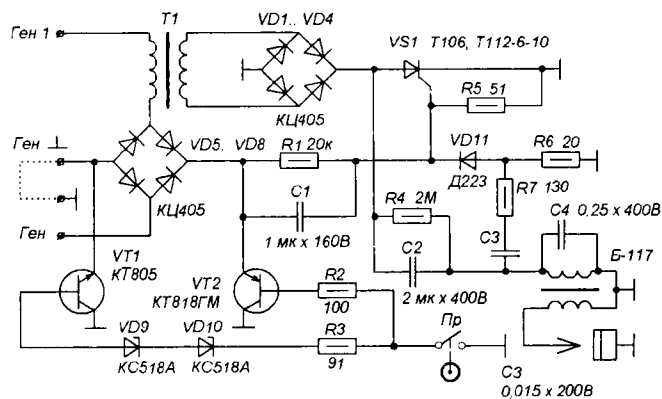 Т1
VD1.. VD4
Ген 1
VS1 Т106, Т112-6-10
КЦ405
R5 51
Ген ⊥
VD5.. VD8
R1 20к
VD11
R6 20
Д223
R7 130
КЦ405
C1
R4 2М
C4 0,25 х 400В
Ген
1 мк х 160В
C3
Б-117
VT1
КТ805
C2
VT2
КТ818ГМ
R2
2 мк х 400В
100
VD9
VD10
R3
Пр
КС518А
КС518А
91
C3
0,015 х 200В